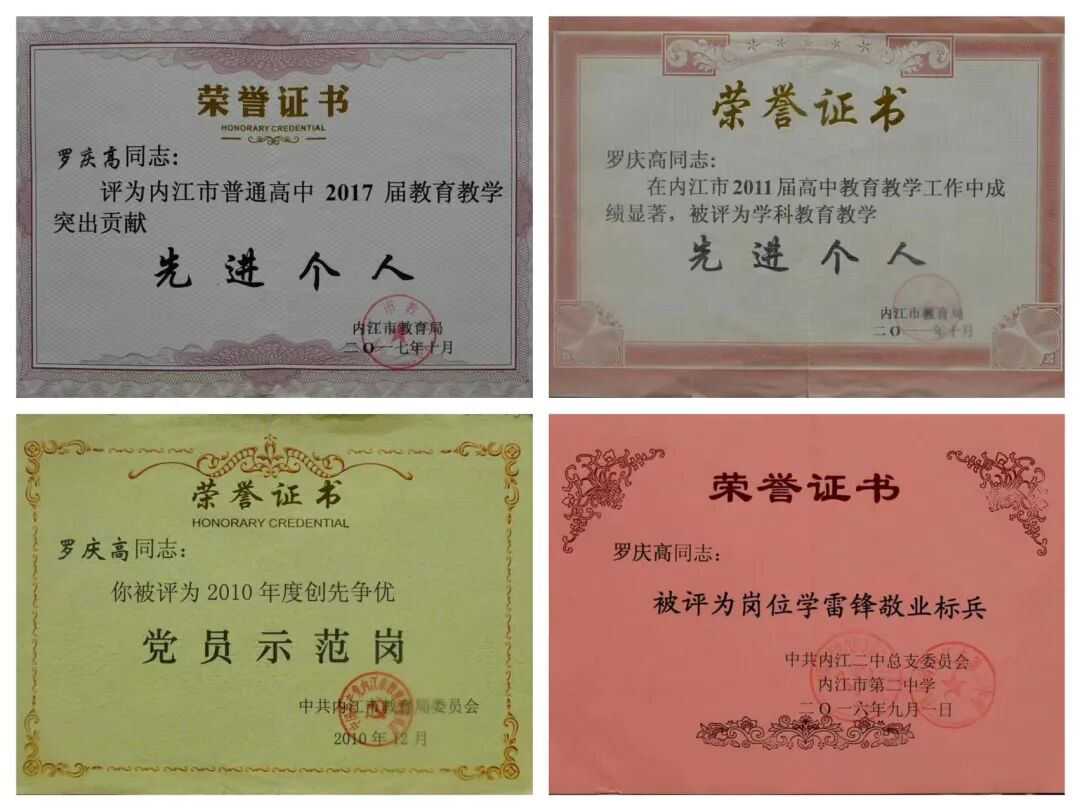 荣誉证书
HONORARY CREDENTIAL
罗庆高同志:
评为内江市普通高中 2017 届教育教学
突出贡献
先进个人
内江市教育局
二〇一七年十月
荣誉证书
罗庆高同志:
在内江市2011届高中教育教学工作中成
绩显著，被评为学科教育教学
先进个人
内江市教育局
二〇一一年十月
荣誉证书
HONORARY CREDENTIAL
罗庆高同志:
你被评为 2010 年度创先争优
党员示范岗
中共内江市教育局委员会
2010年12月
荣誉证书
罗庆高同志：
被评为岗位学雷锋敬业标兵
中共内江二中总支委员会
内江市第二中学
二〇一六年九月一日